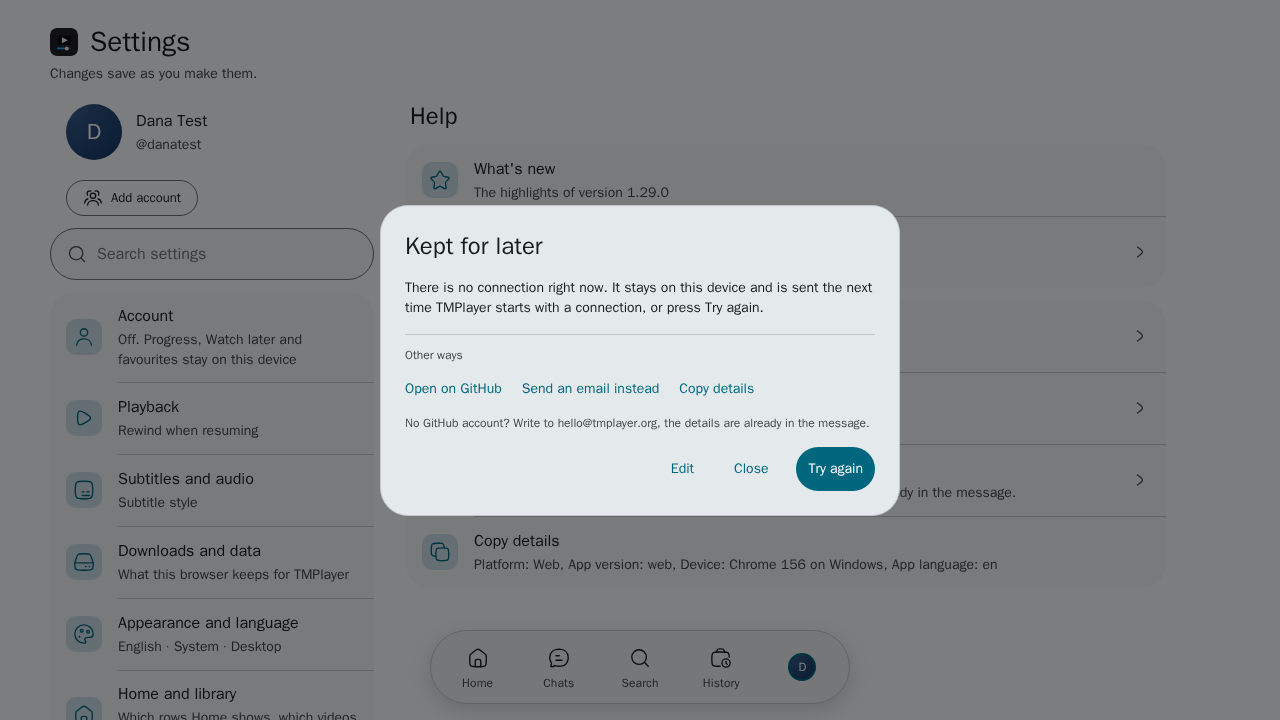 Settings
Changes save as you make them.
D
Dana Test
@danatest
Add account
Search settings
Account
Off. Progress, Watch later and
favourites stay on this device
Playback
Rewind when resuming
Subtitles and audio
Subtitle style
Downloads and data
What this browser keeps for TMPlayer
Appearance and language
English · System · Desktop
Home and library
Which rows Home shows, which videos
Help
What's new
The highlights of version 1.29.0
Kept for later
There is no connection right now. It stays on this device and is sent the next
time TMPlayer starts with a connection, or press Try again.
Other ways
Open on GitHub
Send an email instead
Copy details
No GitHub account? Write to hello@tmplayer.org, the details are already in the message.
Edit
Close
Try again
in the message.
Copy details
Platform: Web, App version: web, Device: Chrome 156 on Windows, App language: en
Home
Chats
Search
History
D